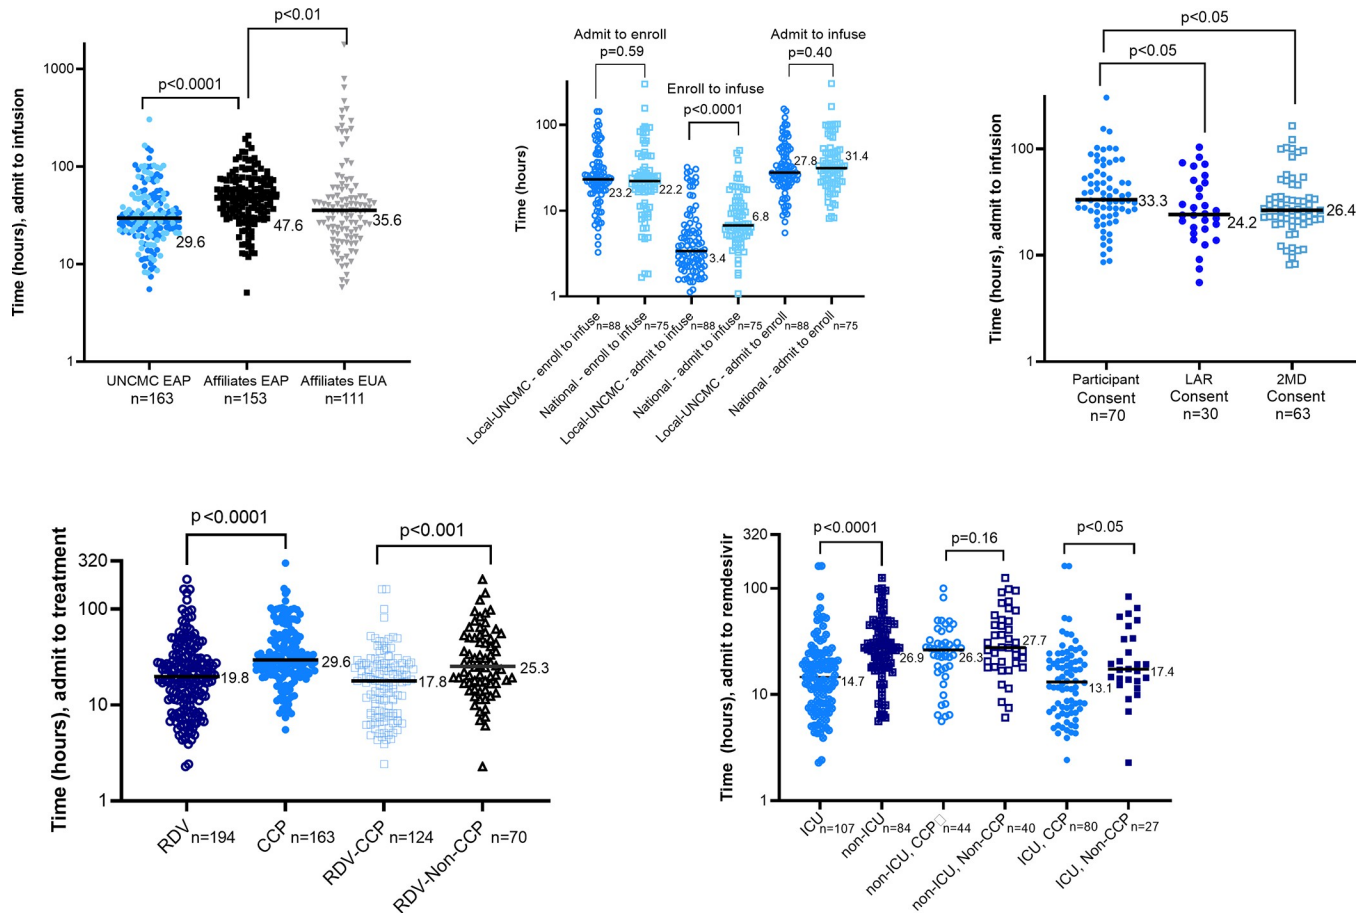 p<0.01
p<0.0001
Time (hours), admit to infusion
1000
100
10
1
29.6
47.6
35.6
UNCMC EAP
n=163
Affiliates EAP
n=153
Affiliates EUA
n=111
Admit to enroll
p=0.59
Enroll to infuse
p<0.0001
Admit to infuse
p=0.40
Time (hours)
100
10
1
23.2
22.2
3.4
6.8
27.8
31.4
Local-UNCMC - enroll to infuse n=88
National - enroll to infuse n=75
Local-UNCMC - admit to infuse n=88
National - admit to infuse n=75
Local-UNCMC - admit to enroll n=88
National - admit to enroll n=75
p<0.05
p<0.05
Time (hours), admit to infusion
100
10
1
33.3
24.2
26.4
Participant
Consent
n=70
LAR
Consent
n=30
2MD
Consent
n=63
p<0.0001
p<0.001
Time (hours), admit to treatment
320
100
10
1
19.8
29.6
17.8
25.3
RDV n=194
CCP n=163
RDV-CCP n=124
RDV-Non-CCP n=70
p<0.0001
p=0.16
p<0.05
Time (hours), admit to remdesivir
320
100
10
1
14.7
26.9
26.3
27.7
13.1
17.4
ICU n=107
non-ICU n=84
non-ICU, CCP n=44
non-ICU, Non-CCP n=40
ICU, CCP n=80
ICU, Non-CCP n=27